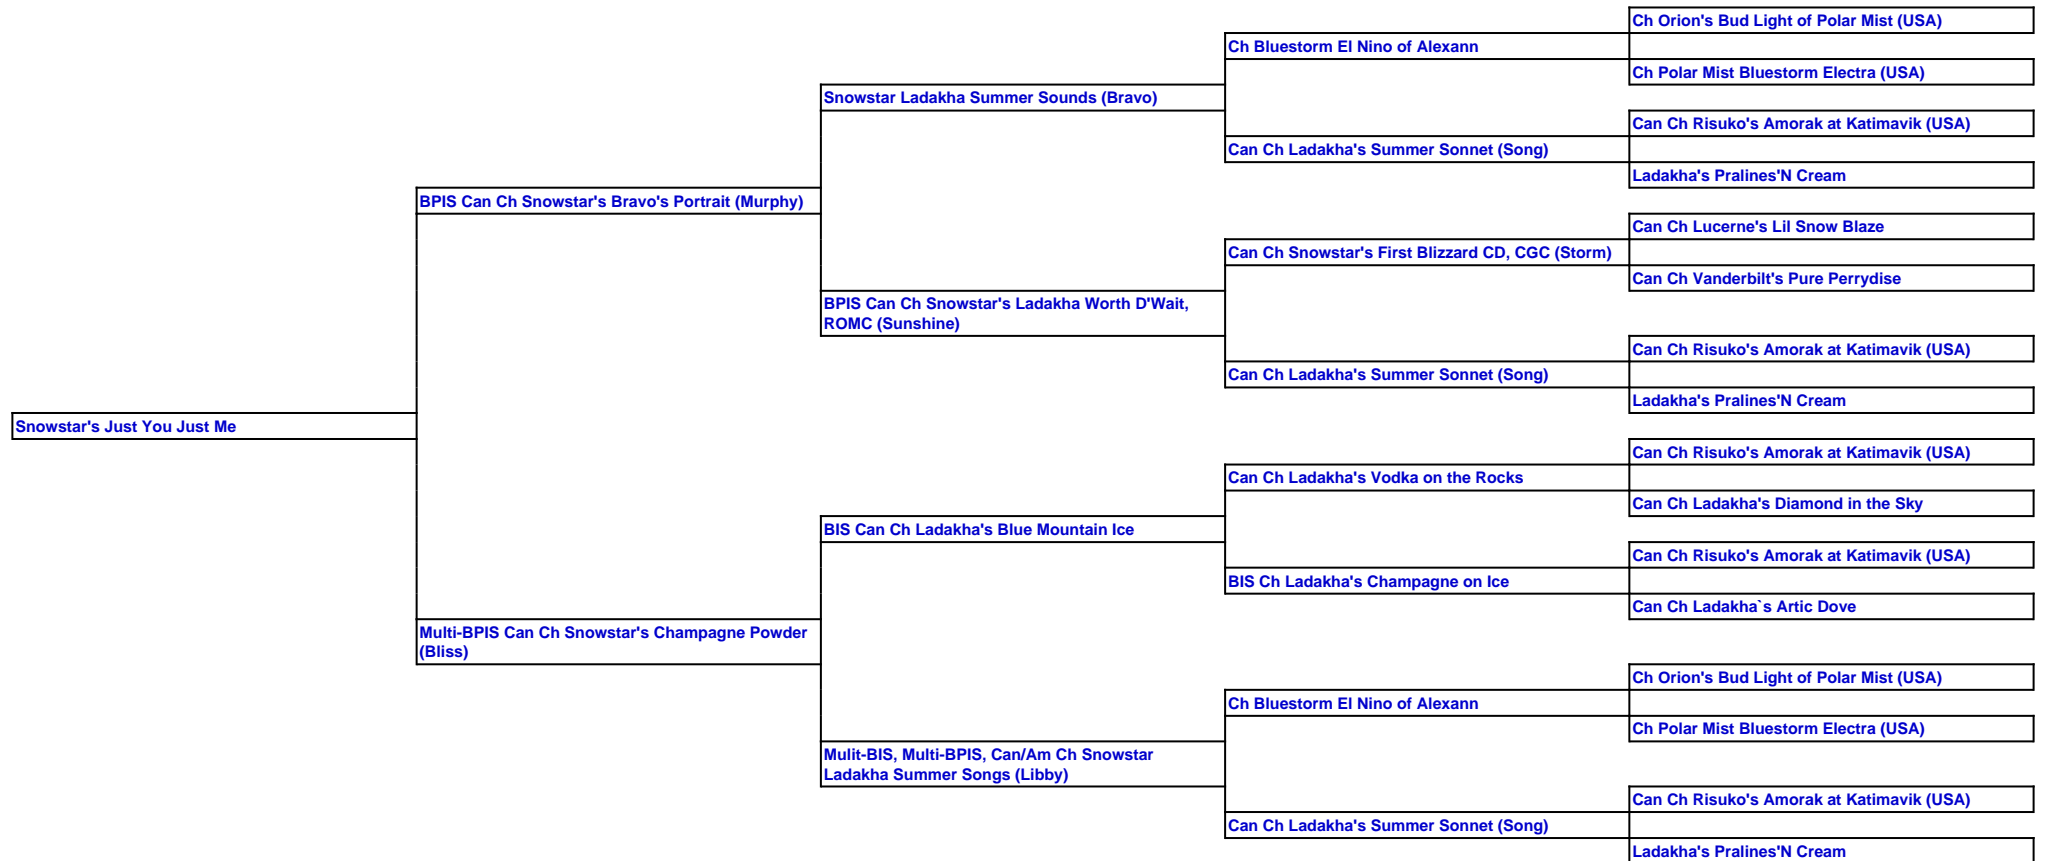 Ch Orion's Bud Light of Polar Mist (USA)
Ch Bluestorm El Nino of Alexann
Ch Polar Mist Bluestorm Electra (USA)
Snowstar Ladakha Summer Sounds (Bravo)
Can Ch Risuko's Amorak at Katimavik (USA)
Can Ch Ladakha's Summer Sonnet (Song)
Ladakha's Pralines'N Cream
BPIS Can Ch Snowstar's Bravo's Portrait (Murphy)
Can Ch Lucerne's Lil Snow Blaze
Can Ch Snowstar's First Blizzard CD, CGC (Storm)
Can Ch Vanderbilt's Pure Perrydise
BPIS Can Ch Snowstar's Ladakha Worth D'Wait,
ROMC (Sunshine)
Can Ch Risuko's Amorak at Katimavik (USA)
Can Ch Ladakha's Summer Sonnet (Song)
Ladakha's Pralines'N Cream
Snowstar's Just You Just Me
Can Ch Risuko's Amorak at Katimavik (USA)
Can Ch Ladakha's Vodka on the Rocks
Can Ch Ladakha's Diamond in the Sky
BIS Can Ch Ladakha's Blue Mountain Ice
Can Ch Risuko's Amorak at Katimavik (USA)
BIS Ch Ladakha's Champagne on Ice
Can Ch Ladakha`s Artic Dove
Multi-BPIS Can Ch Snowstar's Champagne Powder
(Bliss)
Ch Orion's Bud Light of Polar Mist (USA)
Ch Bluestorm El Nino of Alexann
Ch Polar Mist Bluestorm Electra (USA)
Mulit-BIS, Multi-BPIS, Can/Am Ch Snowstar
Ladakha Summer Songs (Libby)
Can Ch Risuko's Amorak at Katimavik (USA)
Can Ch Ladakha's Summer Sonnet (Song)
Ladakha's Pralines'N Cream